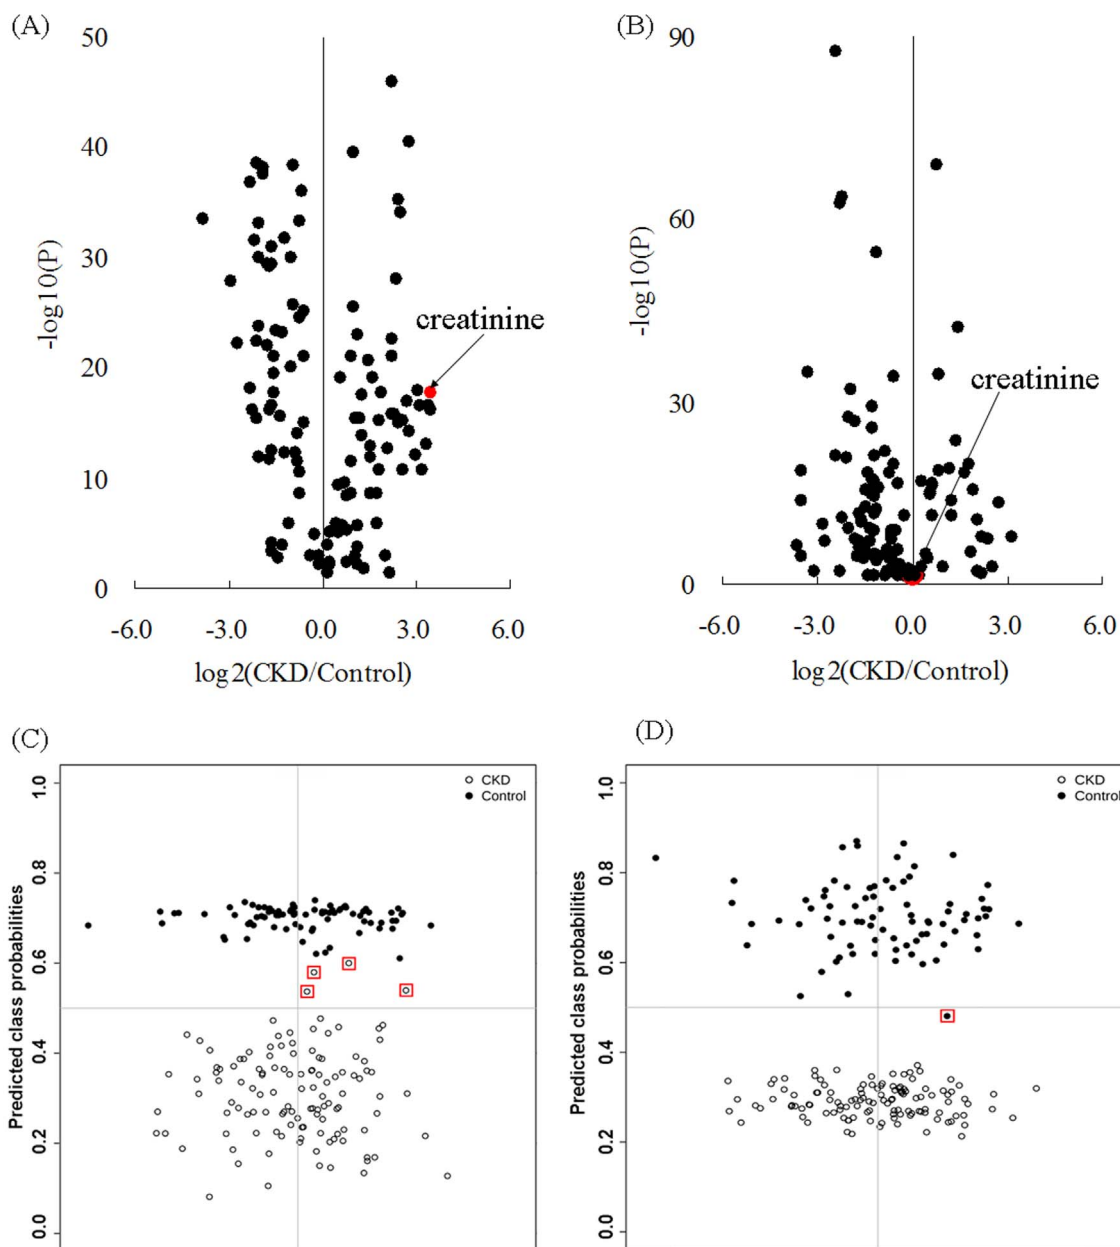 (A)
50
40
30
20
10
0
-log10(P)
creatinine
-6.0 -3.0 0.0 3.0 6.0
log2(CKD/Control)
(B)
90
60
30
0
-log10(P)
creatinine
-6.0 -3.0 0.0 3.0 6.0
log2(CKD/Control)
(C)
CKD
Control
1.0
0.8
0.6
0.4
0.2
0.0
Predicted class probabilities
(D)
CKD
Control
1.0
0.8
0.6
0.4
0.2
0.0
Predicted class probabilities